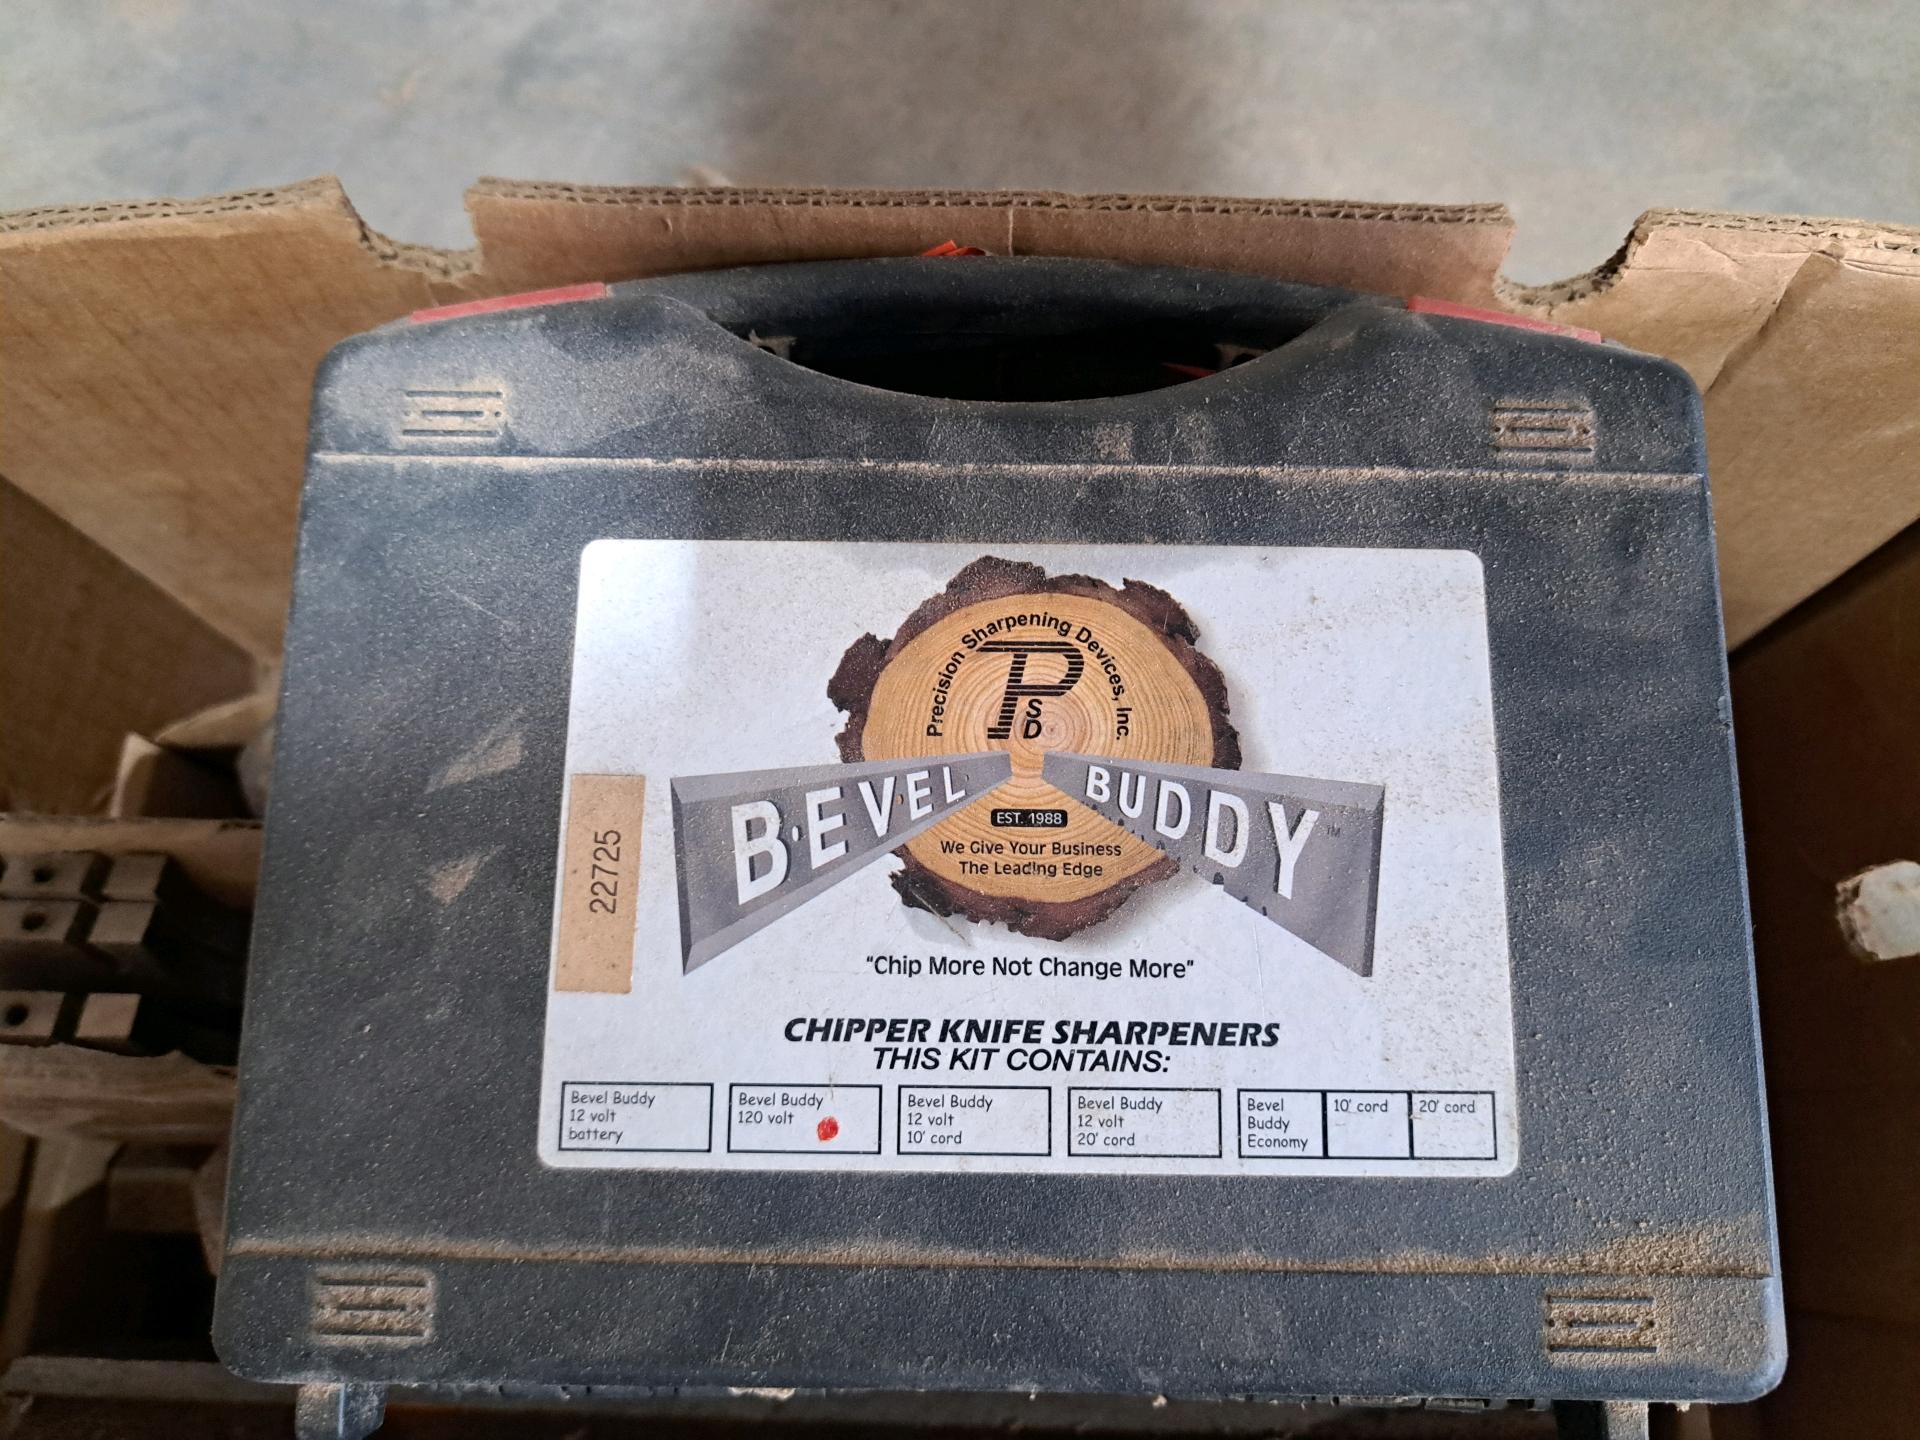 Precision Sharpening Devices, Inc.
PSD
BEVEL BUDDY™
EST. 1988
We Give Your Business
The Leading Edge
22725
"Chip More Not Change More"
CHIPPER KNIFE SHARPENERS
THIS KIT CONTAINS:
Bevel Buddy
12 volt
battery
Bevel Buddy
120 volt
Bevel Buddy
12 volt
10' cord
Bevel Buddy
12 volt
20' cord
Bevel
Buddy
Economy
10' cord
20' cord